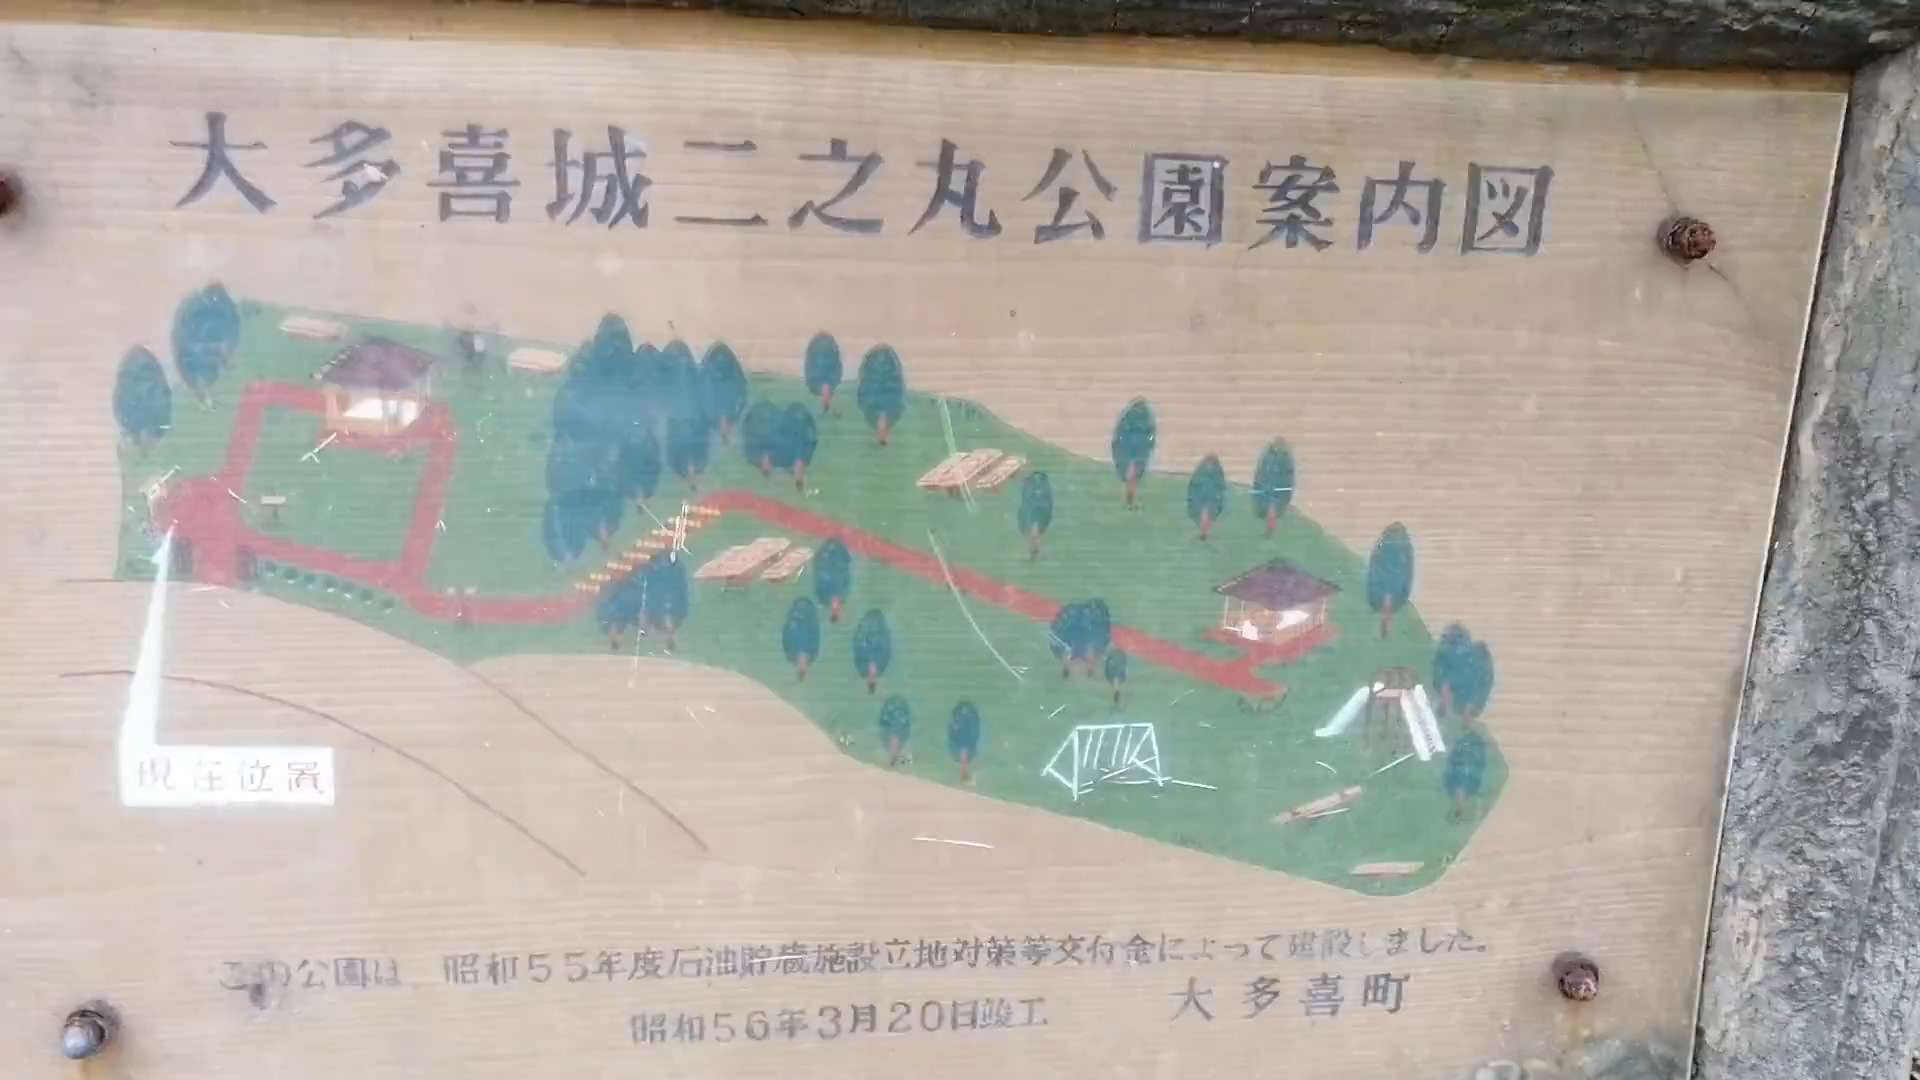 大多喜城二之丸公園案内図
現在位置
この公園は、昭和55年度石油貯蔵施設立地対策等交付金によって建設しました。
昭和56年3月20日竣工
大多喜町